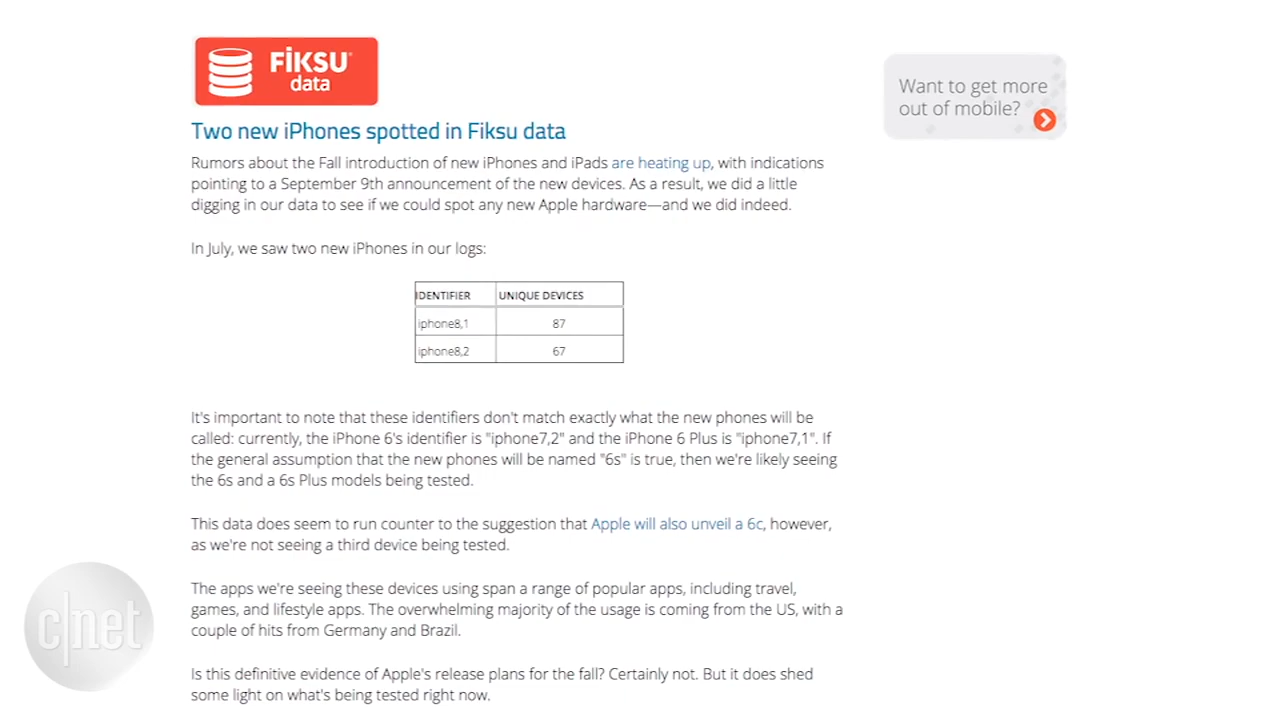 FiKSU
data
Want to get more
out of mobile?
Two new iPhones spotted in Fiksu data
Rumors about the Fall introduction of new iPhones and iPads are heating up, with indications
pointing to a September 9th announcement of the new devices. As a result, we did a little
digging in our data to see if we could spot any new Apple hardware—and we did indeed.
In July, we saw two new iPhones in our logs:
IDENTIFIER UNIQUE DEVICES
iphone8,1 87
iphone8,2 67
It's important to note that these identifiers don't match exactly what the new phones will be
called: currently, the iPhone 6's identifier is "iphone7,2" and the iPhone 6 Plus is "iphone7,1". If
the general assumption that the new phones will be named "6s" is true, then we're likely seeing
the 6s and a 6s Plus models being tested.
This data does seem to run counter to the suggestion that Apple will also unveil a 6c, however,
as we're not seeing a third device being tested.
The apps we're seeing these devices using span a range of popular apps, including travel,
games, and lifestyle apps. The overwhelming majority of the usage is coming from the US, with a
couple of hits from Germany and Brazil.
Is this definitive evidence of Apple's release plans for the fall? Certainly not. But it does shed
some light on what's being tested right now.
c|net